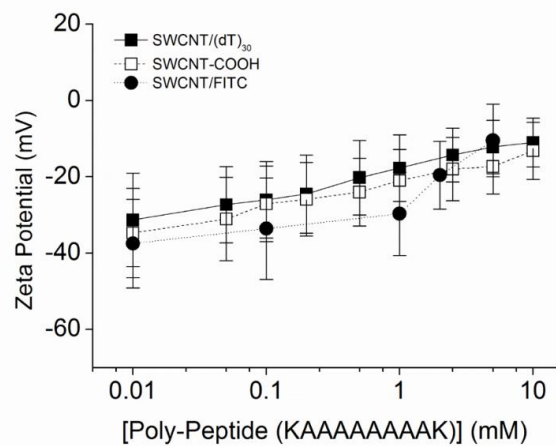 20
0
-20
-40
-60
Zeta Potential (mV)
SWCNT/(dT)30
SWCNT-COOH
SWCNT/FITC
0.01
0.1
1
10
[Poly-Peptide (KAAAAAAAAK)] (mM)